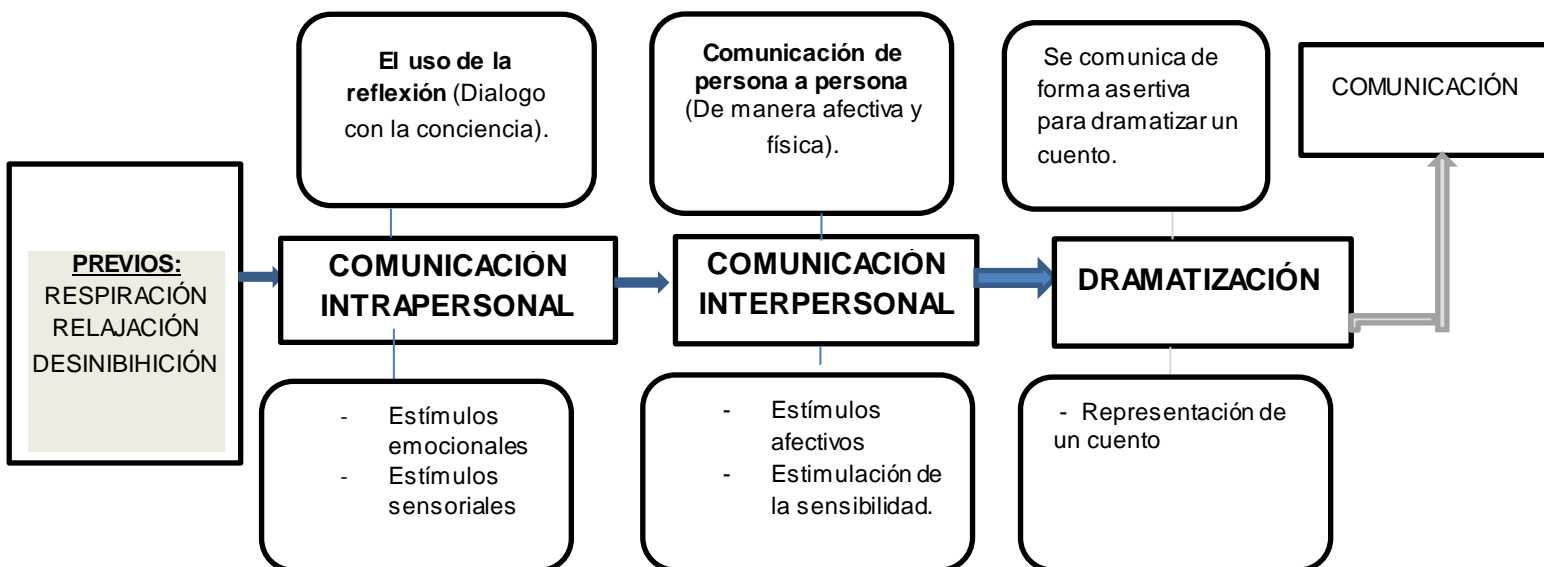 El uso de la
reflexión (Dialogo
con la conciencia).
Comunicación de
persona a persona
(De manera afectiva y
física).
Se comunica de
forma asertiva
para dramatizar un
cuento.
COMUNICACIÓN
PREVIOS:
RESPIRACIÓN
RELAJACIÓN
DESINIBIHICIÓN
COMUNICACIÓN
INTRAPERSONAL
COMUNICACIÓN
INTERPERSONAL
DRAMATIZACIÓN
- Estímulos
emocionales
- Estímulos
sensoriales
- Estímulos
afectivos
- Estimulación de
la sensibilidad.
- Representación de
un cuento